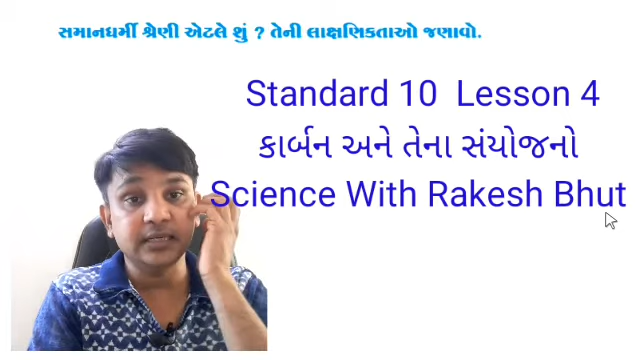 સમાનધર્મી શ્રેણી એટલે શું ? તેની લાક્ષણિકતાઓ જણાવો.
Standard 10 Lesson 4
કાર્બન અને તેના સંયોજનો
Science With Rakesh Bhut